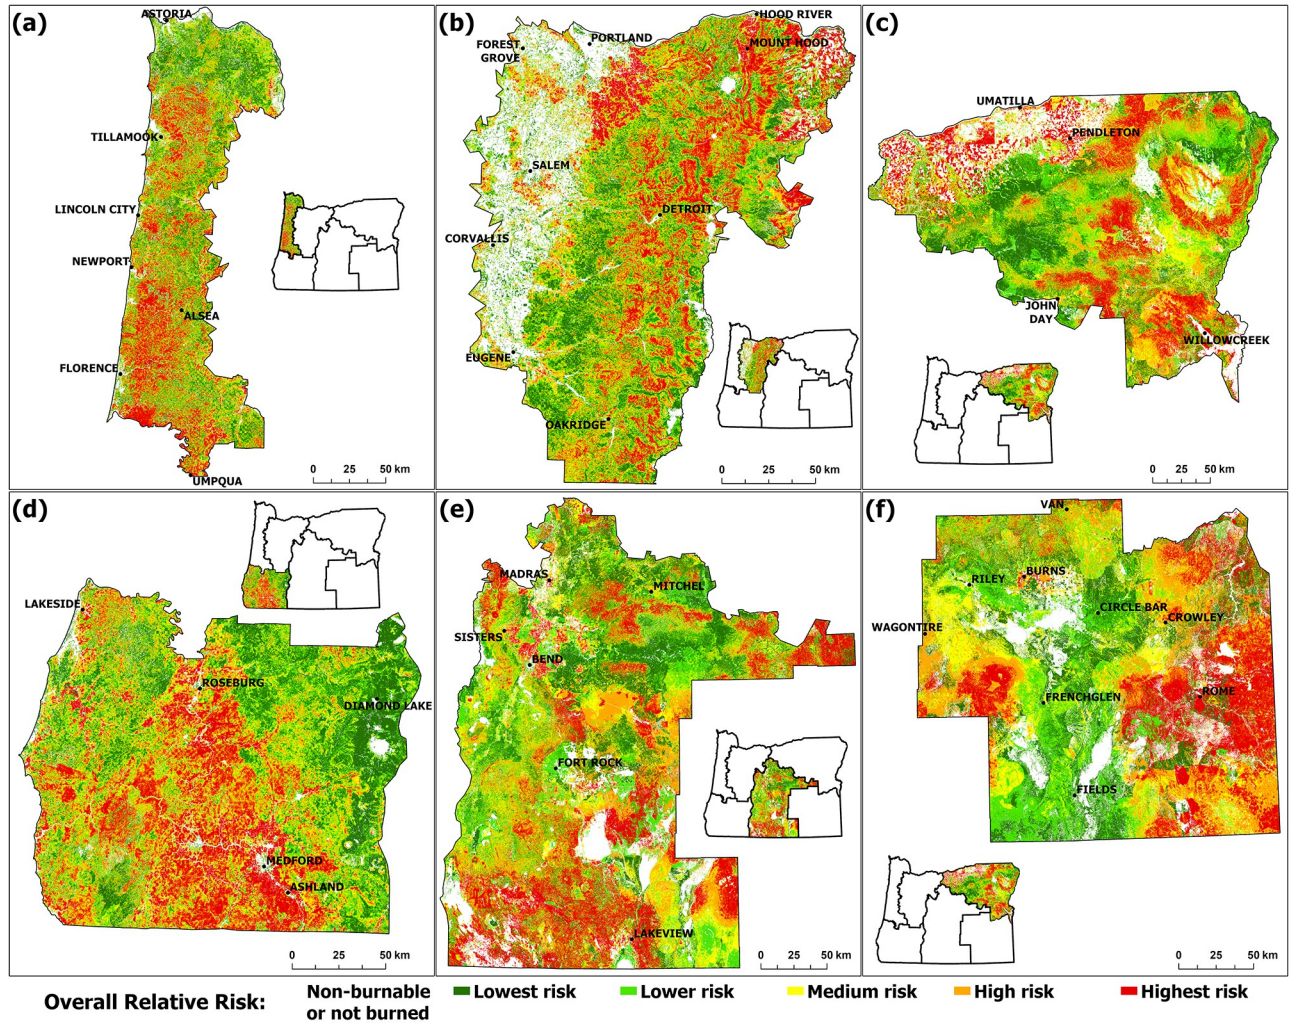 (a)
ASTORIA
TILLAMOOK
LINCOLN CITY
NEWPORT
ALSEA
FLORENCE
UMPQUA
0 25 50 km
(b)
HOOD RIVER
PORTLAND
FOREST
GROVE
MOUNT HOOD
SALEM
DETROIT
CORVALLIS
EUGENE
OAKRIDGE
0 25 50 km
(c)
UMATILLA
PENDLETON
JOHN
DAY
WILLOWCREEK
0 25 50 km
(d)
LAKESIDE
ROSEBURG
DIAMOND LAKE
MEDFORD
ASHLAND
0 50 km
(e)
MADRAS
MITCHEL
SISTERS
BEND
FORT ROCK
LAKEVIEW
0 25 50 km
(f)
VAN
BURNS
RILEY
CIRCLE BAR
CROWLEY
WAGONTIRE
FRENCHGLEN
ROME
FIELDS
0 25 50 km
Overall Relative Risk:
Non-burnable
or not burned
Lowest risk
Lower risk
Medium risk
High risk
Highest risk